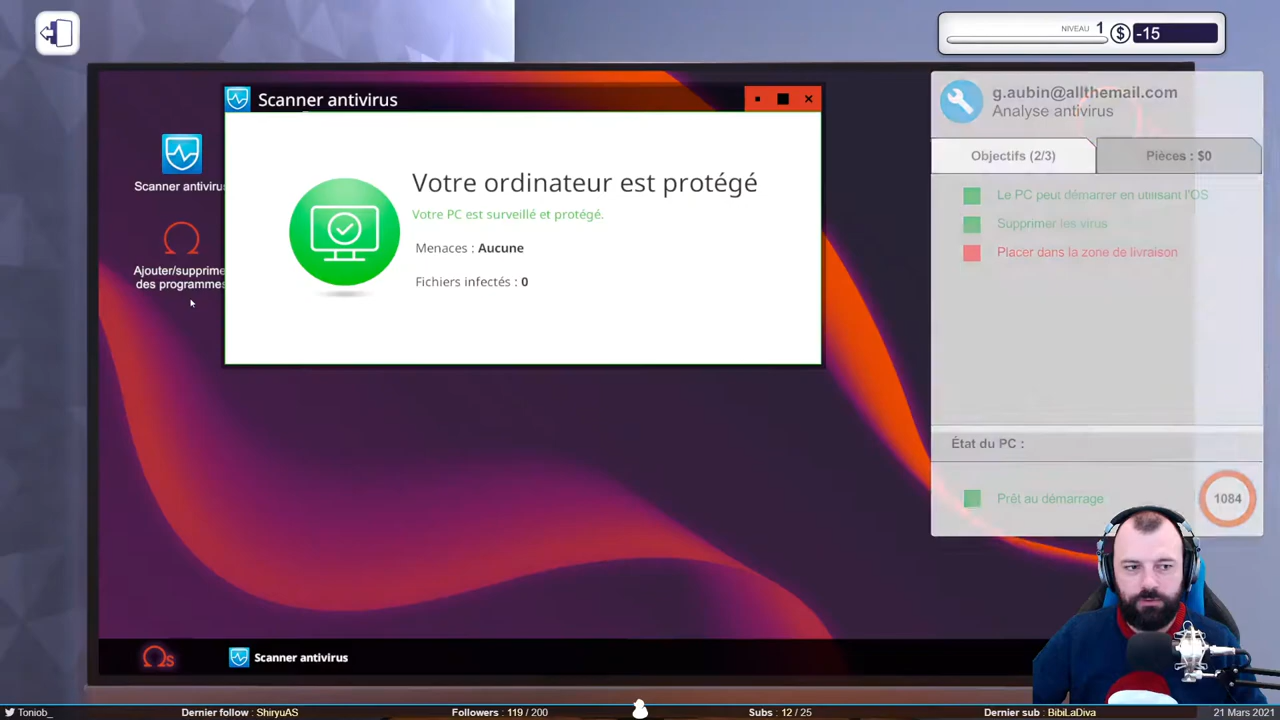 NIVEAU 1
$ -15
Scanner antivirus
g.aubin@allthemail.com
Analyse antivirus
Scanner antiviru
Objectifs (2/3)
Pièces : $0
Votre ordinateur est protégé
Votre PC est surveillé et protégé.
Menaces : Aucune
Fichiers infectés : 0
Le PC peut démarrer en utilisant l'OS
Supprimer les virus
Placer dans la zone de livraison
Ajouter/supprime
des programmes
État du PC :
Prêt au démarrage
1084
Ωs
Scanner antivirus
Toniob_
Dernier follow : ShiryuAS
Followers : 119 / 200
Subs : 12 / 25
Dernier sub : BibiLaDiva
21 Mars 2021